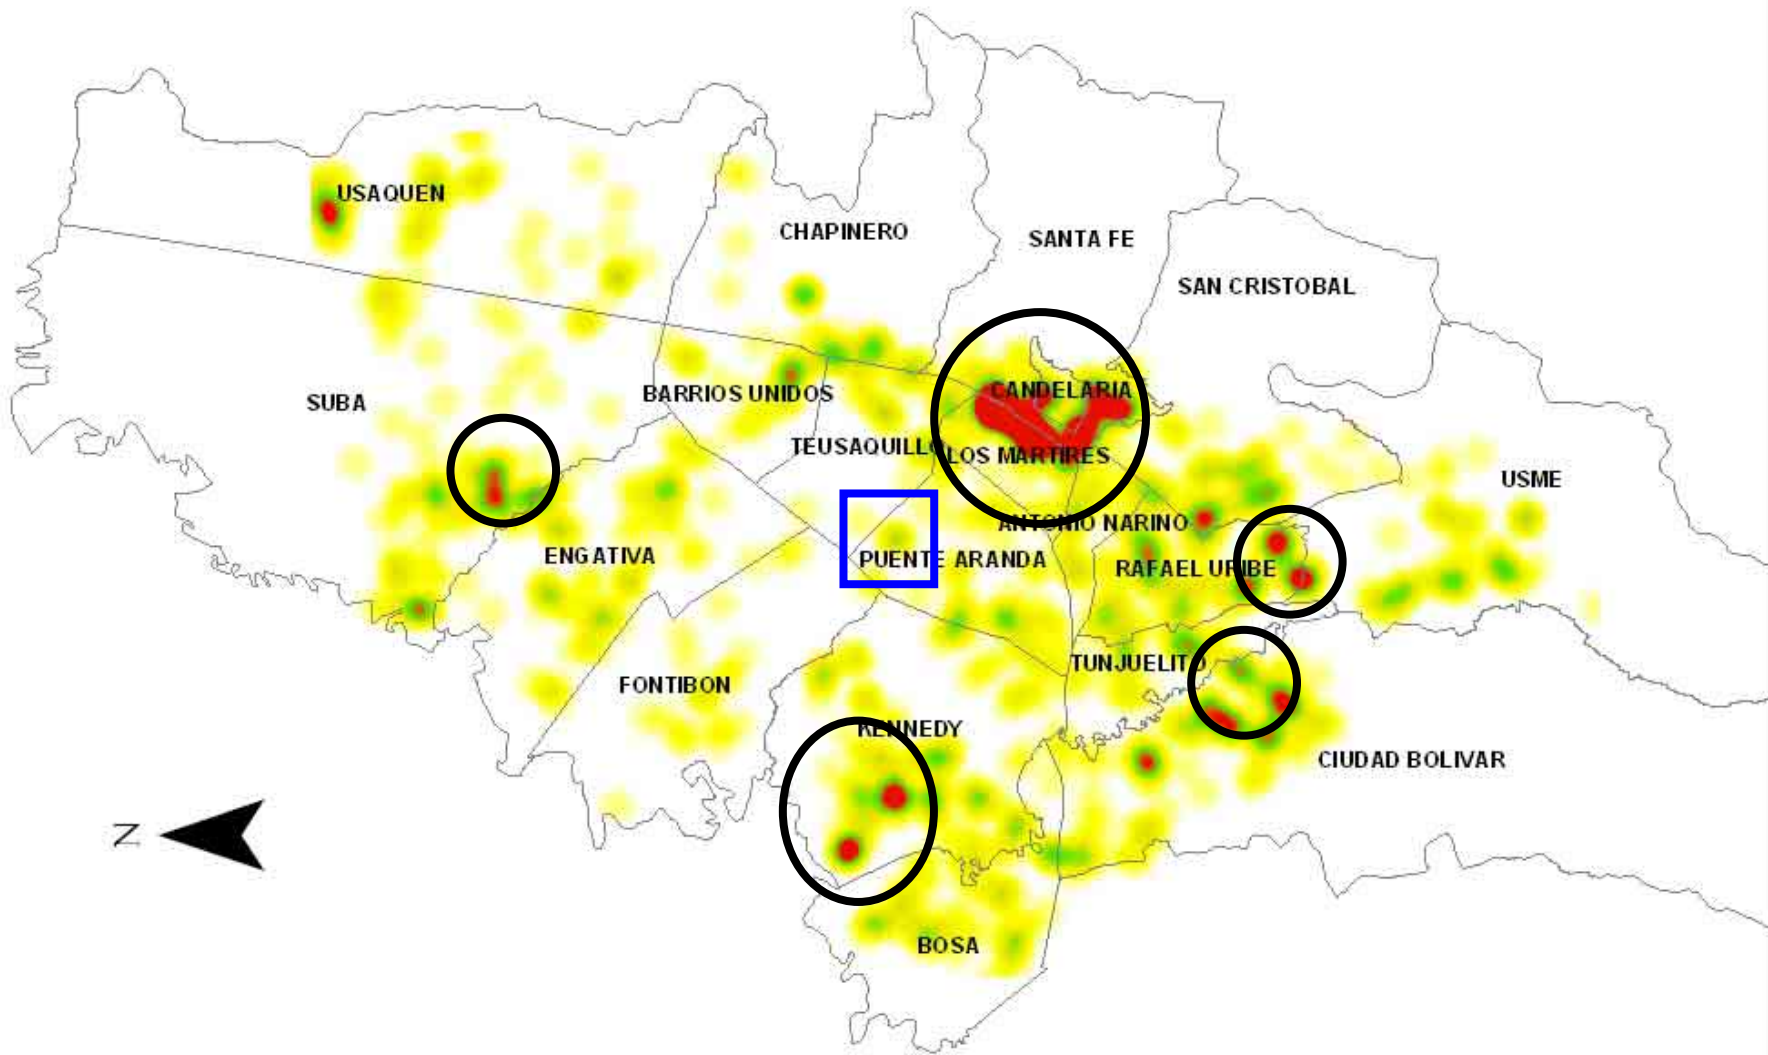 USAQUEN
CHAPINERO
SANTA FE
SAN CRISTOBAL
SUBA
BARRIOS UNIDOS
CANDELARIA
TEUSAQUILLO
LOS MARTIRES
USME
ANTONIO NARINO
ENGATIVA
PUENTE ARANDA
RAFAEL URIBE
TUNJUELITO
FONTIBON
KENNEDY
CIUDAD BOLIVAR
N
BOSA